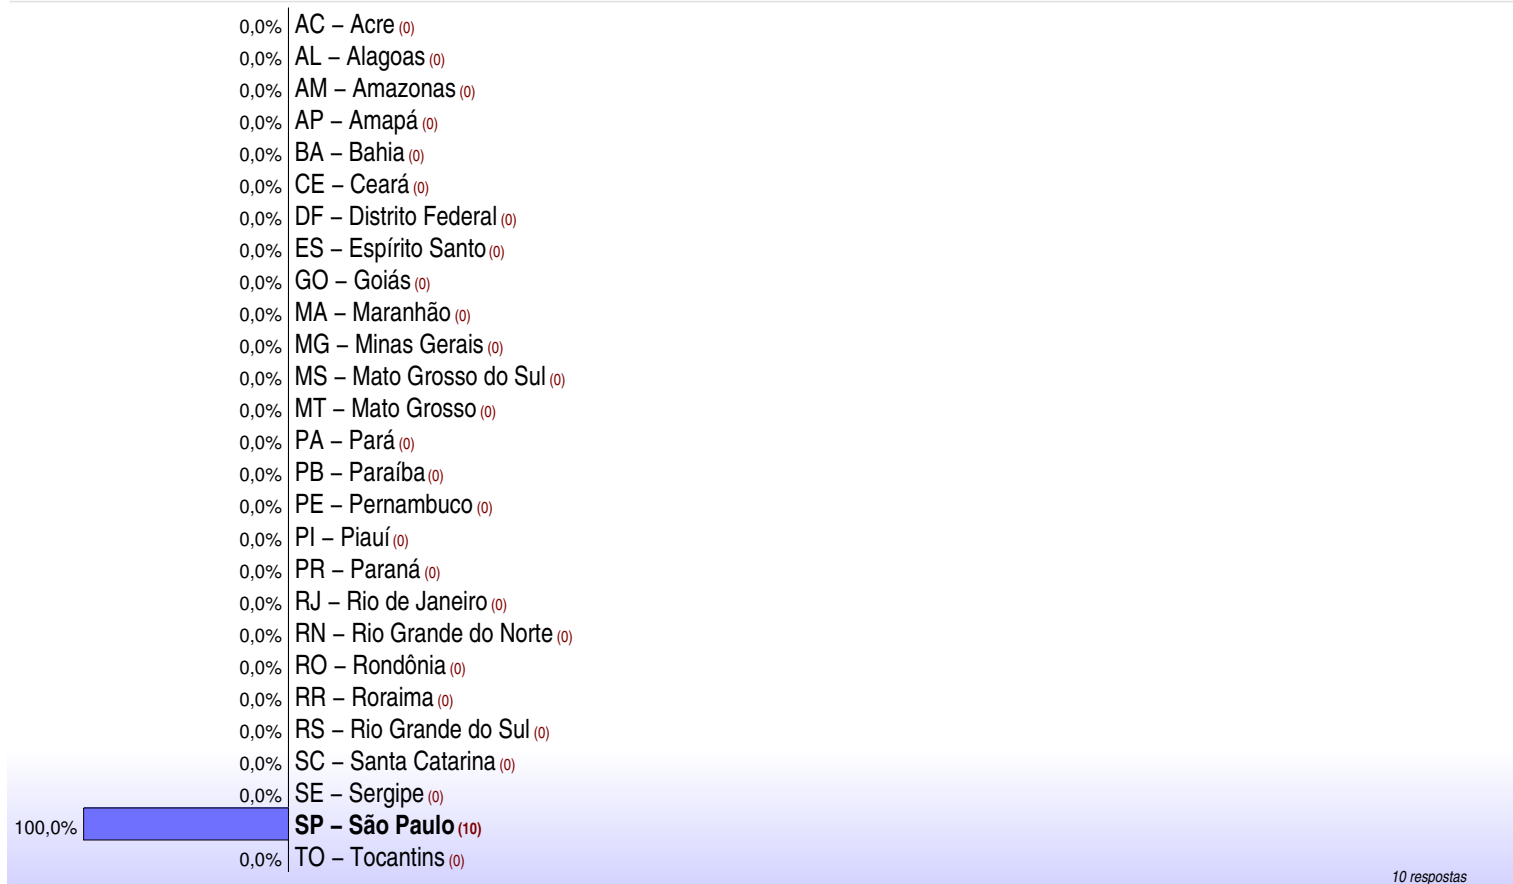 0,0% AC – Acre (0)
0,0% AL – Alagoas (0)
0,0% AM – Amazonas (0)
0,0% AP – Amapá (0)
0,0% BA – Bahia (0)
0,0% CE – Ceará (0)
0,0% DF – Distrito Federal (0)
0,0% ES – Espírito Santo (0)
0,0% GO – Goiás (0)
0,0% MA – Maranhão (0)
0,0% MG – Minas Gerais (0)
0,0% MS – Mato Grosso do Sul (0)
0,0% MT – Mato Grosso (0)
0,0% PA – Pará (0)
0,0% PB – Paraíba (0)
0,0% PE – Pernambuco (0)
0,0% PI – Piauí (0)
0,0% PR – Paraná (0)
0,0% RJ – Rio de Janeiro (0)
0,0% RN – Rio Grande do Norte (0)
0,0% RO – Rondônia (0)
0,0% RR – Roraima (0)
0,0% RS – Rio Grande do Sul (0)
0,0% SC – Santa Catarina (0)
0,0% SE – Sergipe (0)
100,0% SP – São Paulo (10)
0,0% TO – Tocantins (0)
10 respostas